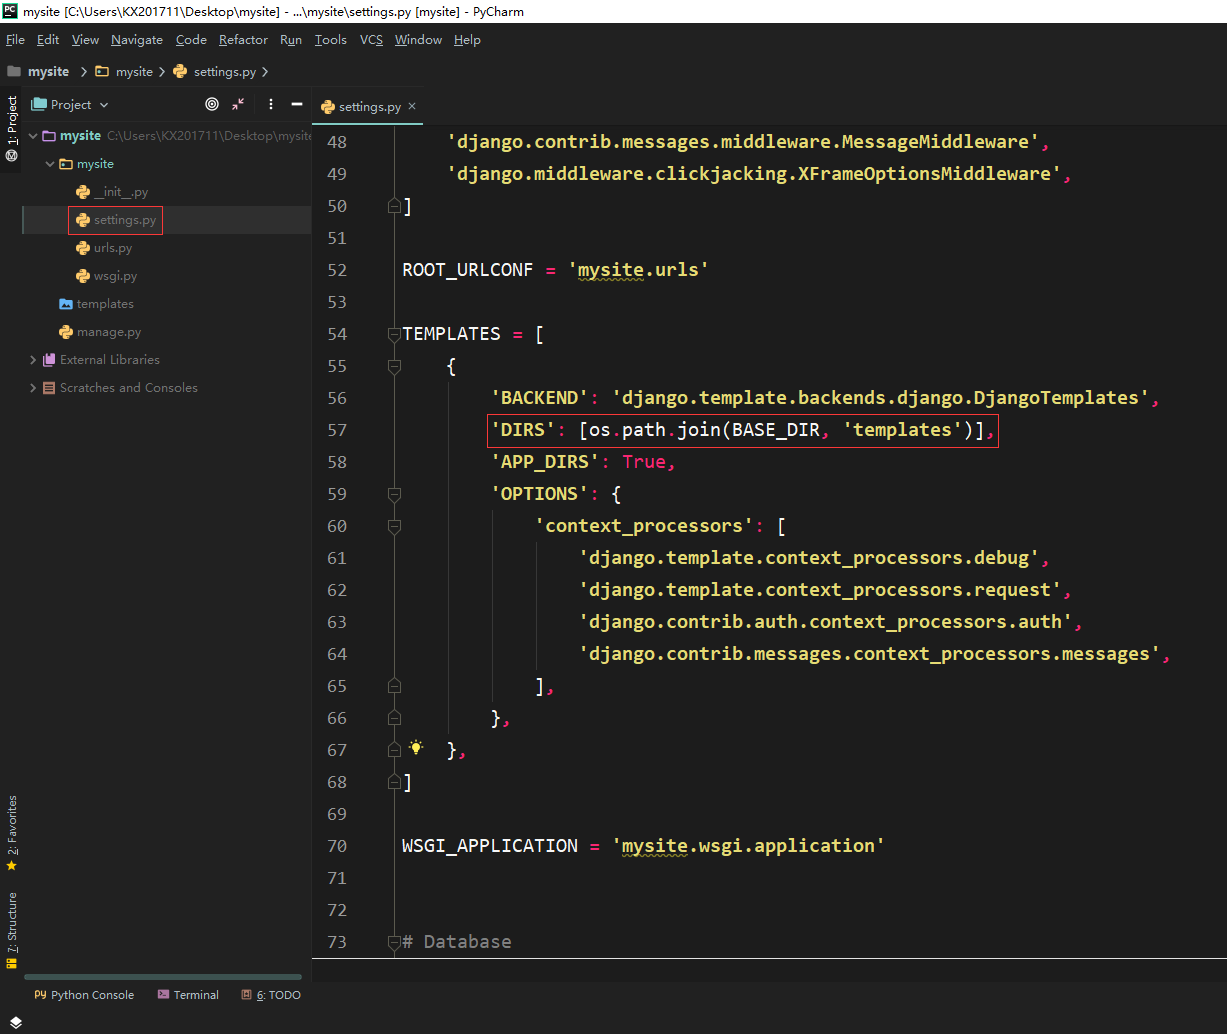 PC mysite [C:\Users\KX201711\Desktop\mysite] - ...\mysite\settings.py [mysite] - PyCharm
File Edit View Navigate Code Refactor Run Tools VCS Window Help
mysite mysite settings.py
1: Project
Project
mysite C:\Users\KX201711\Desktop\mysite
mysite
__init__.py
settings.py
urls.py
wsgi.py
templates
manage.py
External Libraries
Scratches and Consoles
settings.py ×
48 'django.contrib.messages.middleware.MessageMiddleware',
49 'django.middleware.clickjacking.XFrameOptionsMiddleware',
50 ]
51
52 ROOT_URLCONF = 'mysite.urls'
53
54 TEMPLATES = [
55 {
56 'BACKEND': 'django.template.backends.django.DjangoTemplates',
57 'DIRS': [os.path.join(BASE_DIR, 'templates')],
58 'APP_DIRS': True,
59 'OPTIONS': {
60 'context_processors': [
61 'django.template.context_processors.debug',
62 'django.template.context_processors.request',
63 'django.contrib.auth.context_processors.auth',
64 'django.contrib.messages.context_processors.messages',
65 ],
66 },
67 },
68 ]
69
70 WSGI_APPLICATION = 'mysite.wsgi.application'
71
72
73 # Database
2: Favorites
7: Structure
Python Console Terminal 6: TODO